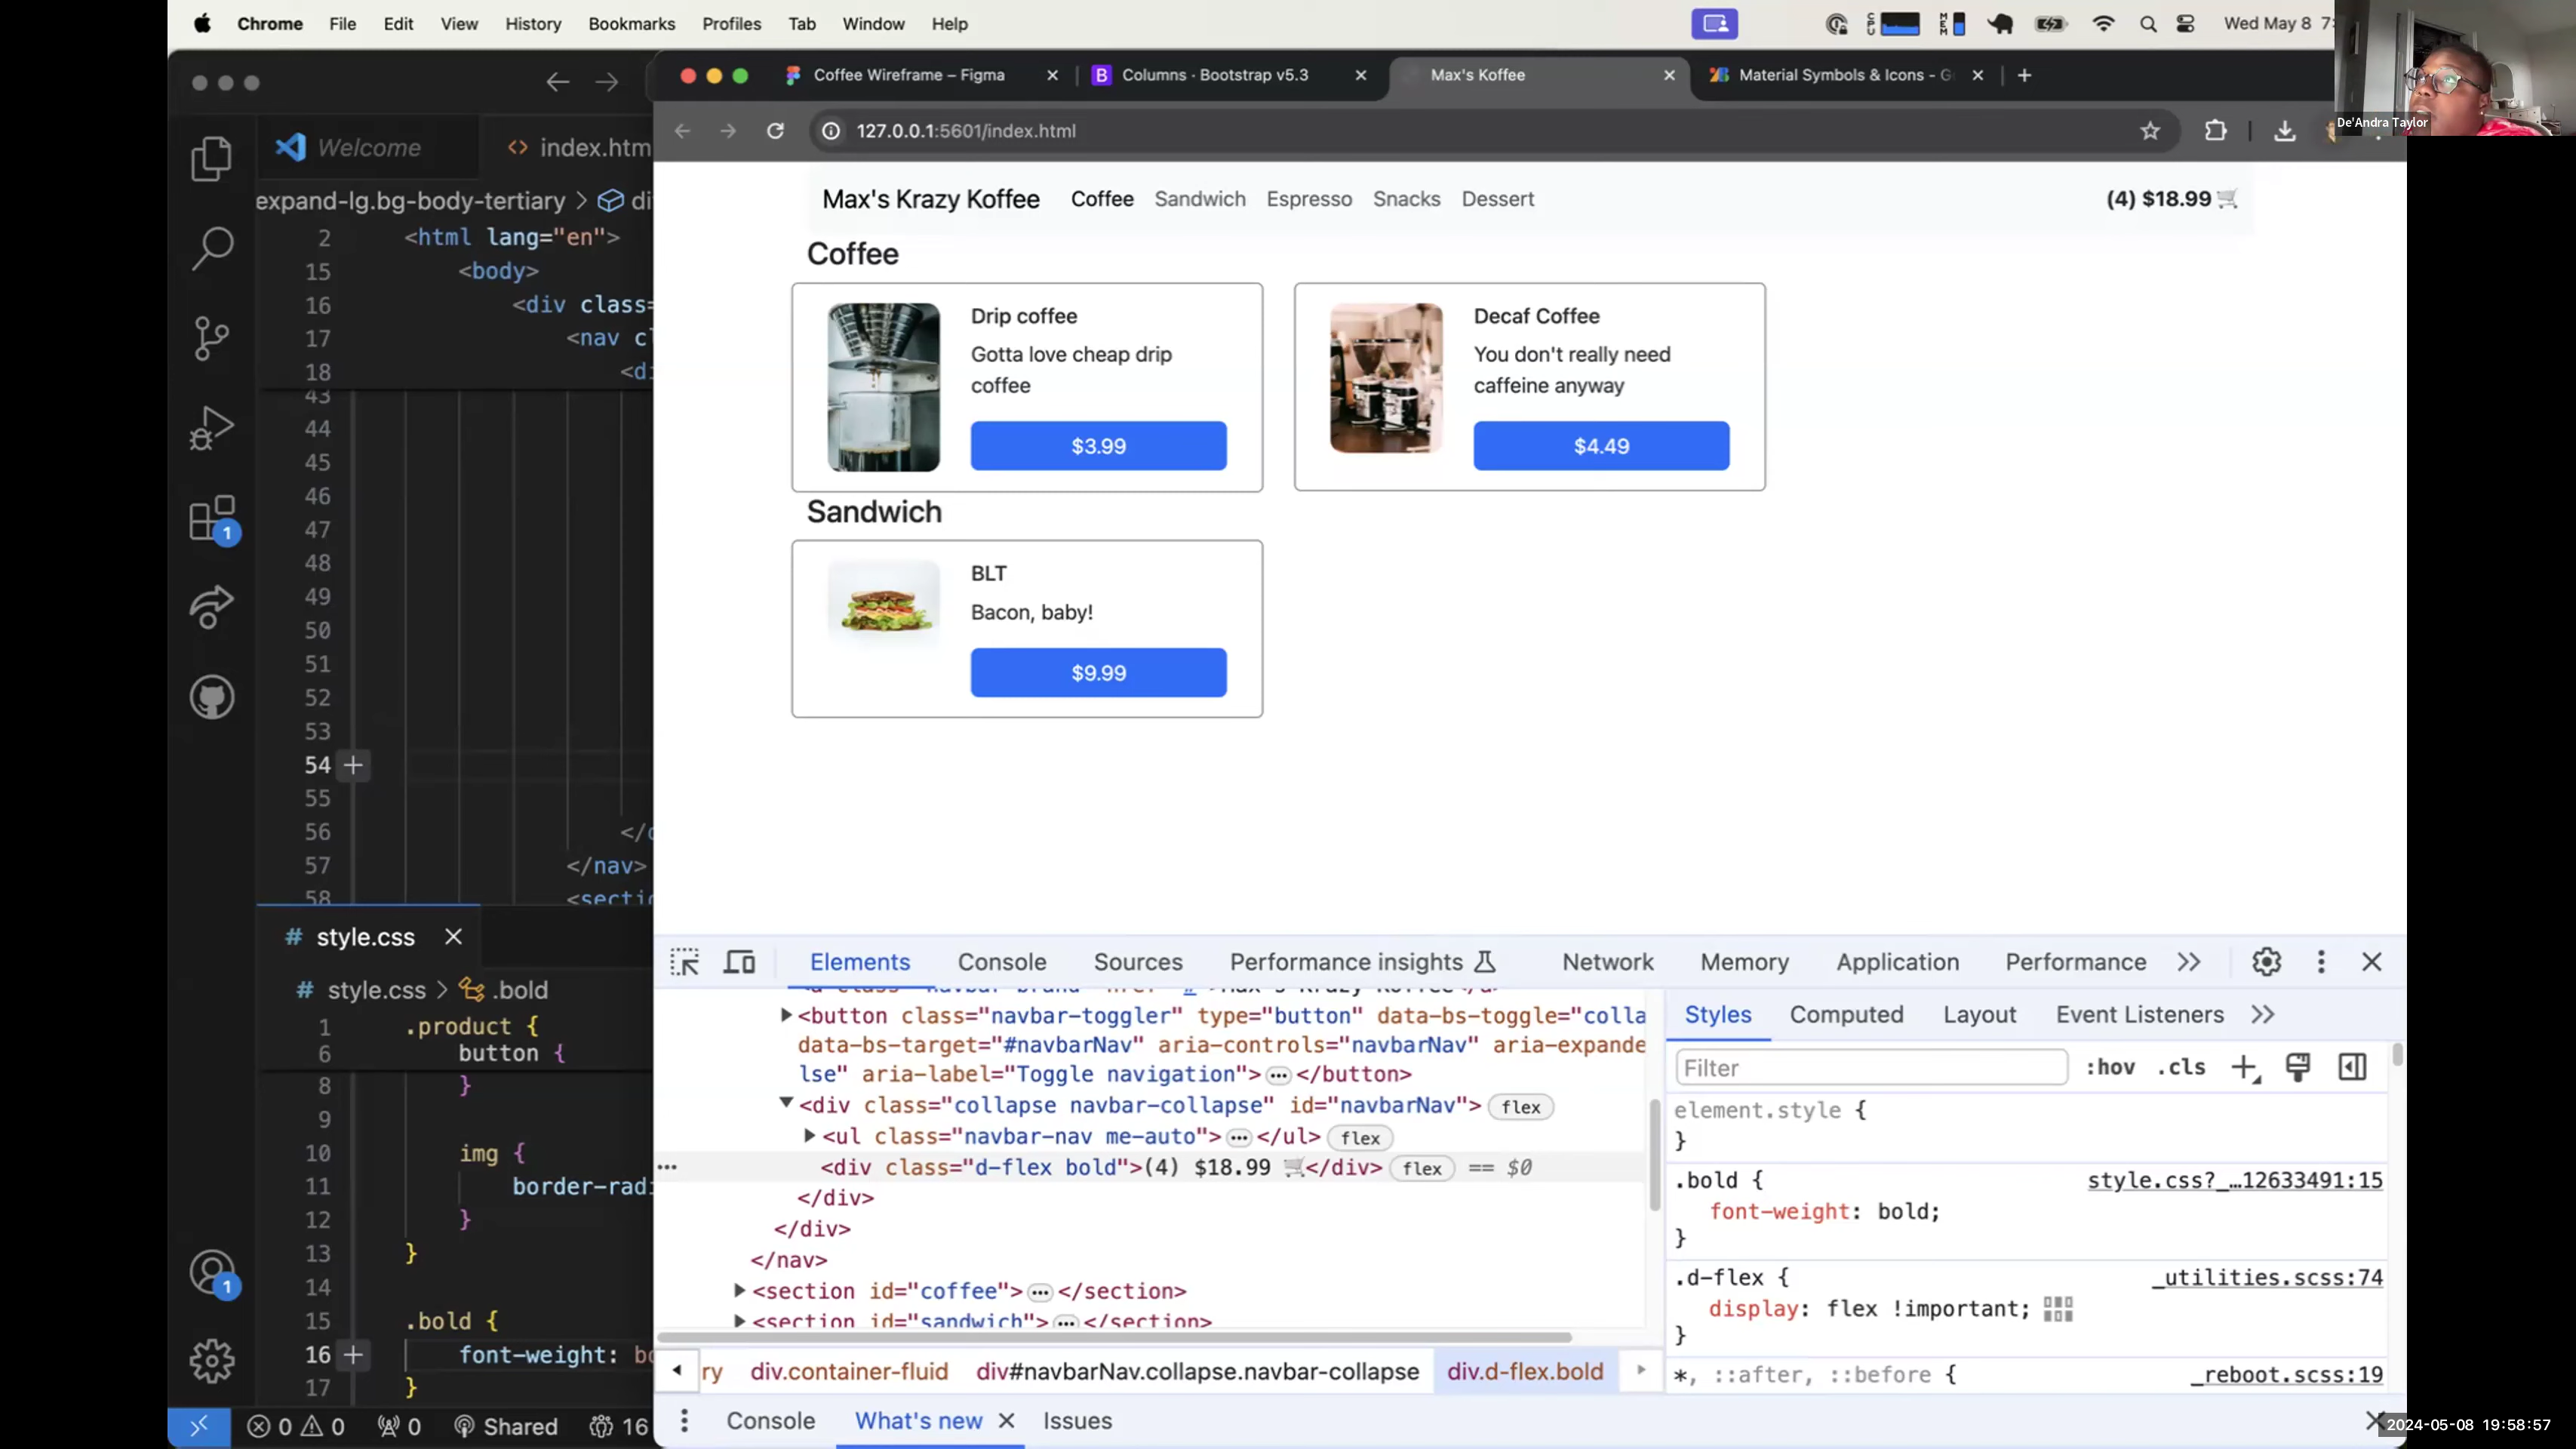 Chrome File Edit View History Bookmarks Profiles Tab Window Help
CPU MEM Wed May 8 7:
De'Andra Taylor
Coffee Wireframe – Figma
Columns · Bootstrap v5.3
Max's Koffee
Material Symbols & Icons - G
127.0.0.1:5601/index.html
Welcome
index.htm
expand-lg.bg-body-tertiary > di
2 <html lang="en">
15 <body>
16 <div class=
17 <nav cl
18 <di
43
44
45
46
47
48
49
50
51
52
53
54
55
56 </d
57 </nav>
58 <sectio
style.css
# style.css > .bold
1 .product {
6 button {
8 }
9
10 img {
11 border-radi
12 }
13 }
14
15 .bold {
16 font-weight: bo
17 }
1
1
0 0 0 Shared 16
Max's Krazy Koffee Coffee Sandwich Espresso Snacks Dessert (4) $18.99
Coffee
Drip coffee
Gotta love cheap drip
coffee
$3.99
Decaf Coffee
You don't really need
caffeine anyway
$4.49
Sandwich
BLT
Bacon, baby!
$9.99
Elements Console Sources Performance insights Network Memory Application Performance
<button class="navbar-toggler" type="button" data-bs-toggle="colla
data-bs-target="#navbarNav" aria-controls="navbarNav" aria-expande
lse" aria-label="Toggle navigation">…</button>
<div class="collapse navbar-collapse" id="navbarNav"> flex
<ul class="navbar-nav me-auto">…</ul> flex
<div class="d-flex bold">(4) $18.99 🛒</div> flex == $0
</div>
</div>
</nav>
<section id="coffee">…</section>
<section id="sandwich">…</section>
ry div.container-fluid div#navbarNav.collapse.navbar-collapse div.d-flex.bold
Styles Computed Layout Event Listeners
Filter :hov .cls
element.style {
}
.bold { style.css?_…12633491:15
font-weight: bold;
}
.d-flex { _utilities.scss:74
display: flex !important;
}
*, ::after, ::before { _reboot.scss:19
Console What's new Issues
2024-05-08 19:58:57